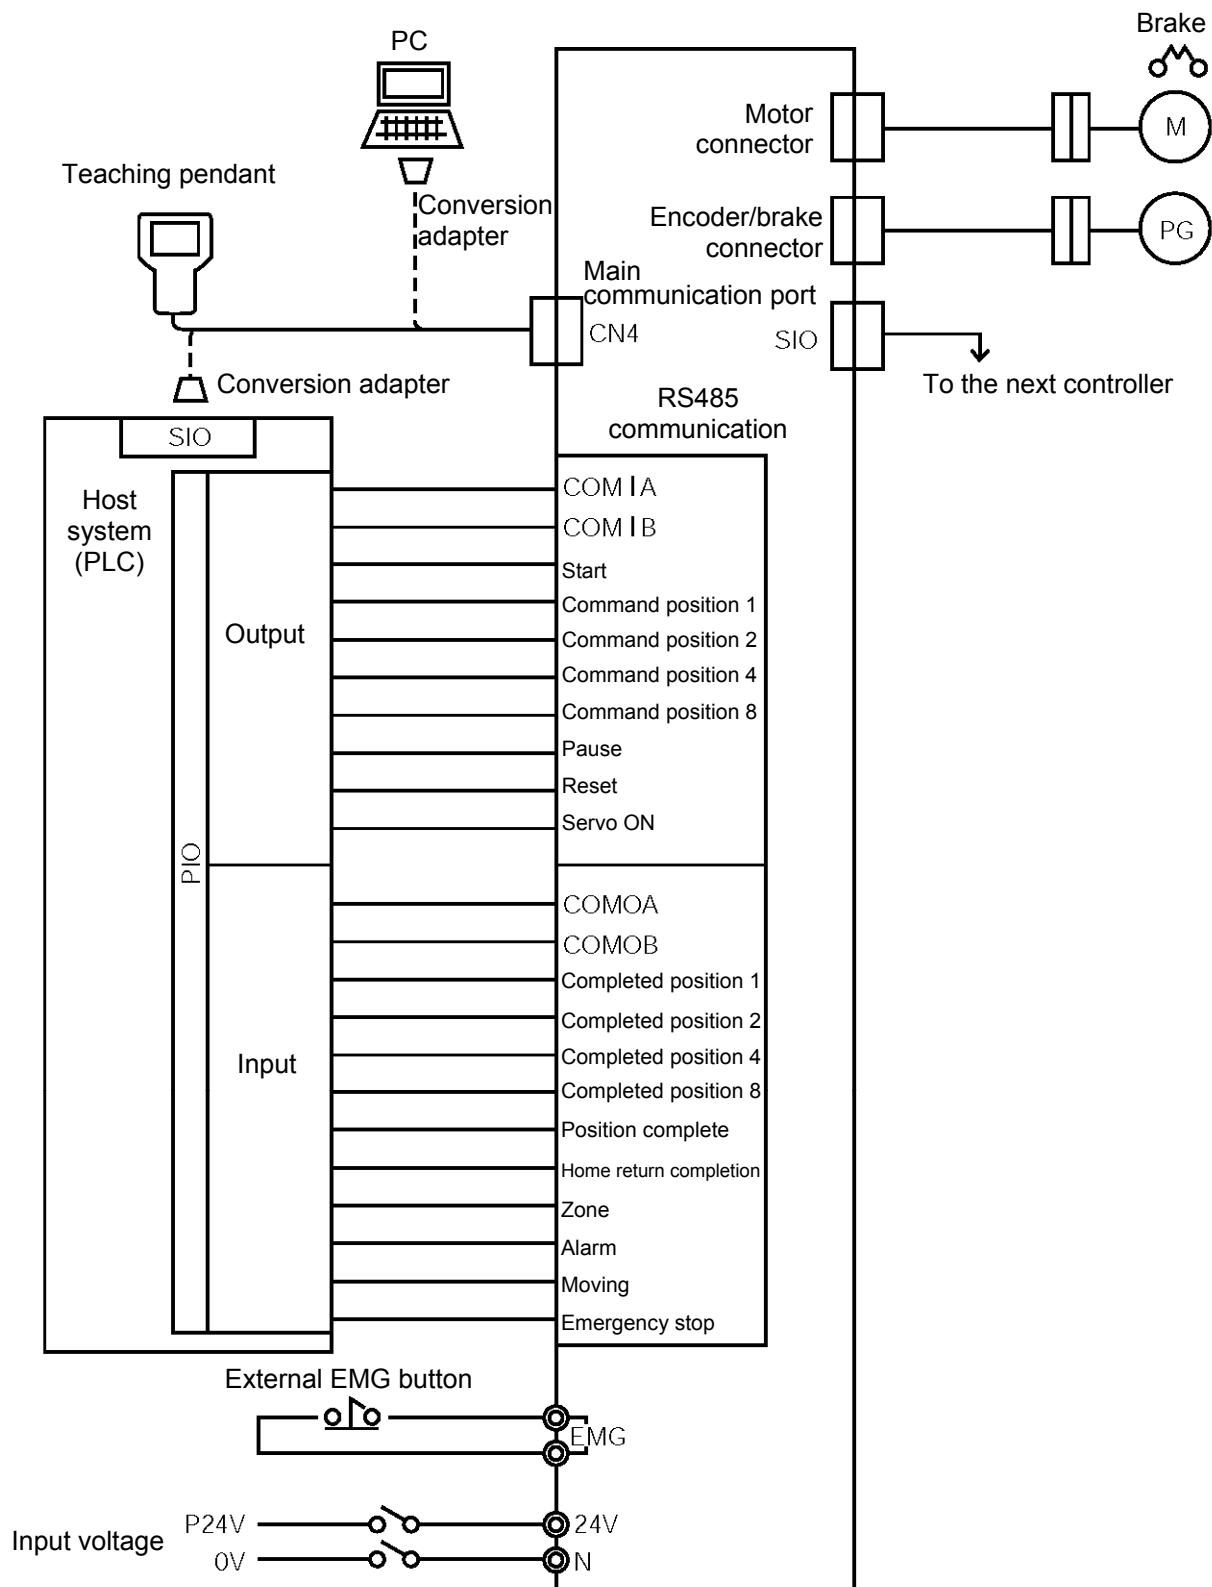 Brake
PC
Motor
connector
M
Teaching pendant
Conversion
adapter
Encoder/brake
connector
PG
Main
communication port
CN4
SIO
To the next controller
Conversion adapter
RS485
communication
SIO
Host
system
(PLC)
PIO
Output
COMIA
COMIB
Start
Command position 1
Command position 2
Command position 4
Command position 8
Pause
Reset
Servo ON
Input
COMOA
COMOB
Completed position 1
Completed position 2
Completed position 4
Completed position 8
Position complete
Home return completion
Zone
Alarm
Moving
Emergency stop
External EMG button
EMG
Input voltage
P24V
24V
0V
N